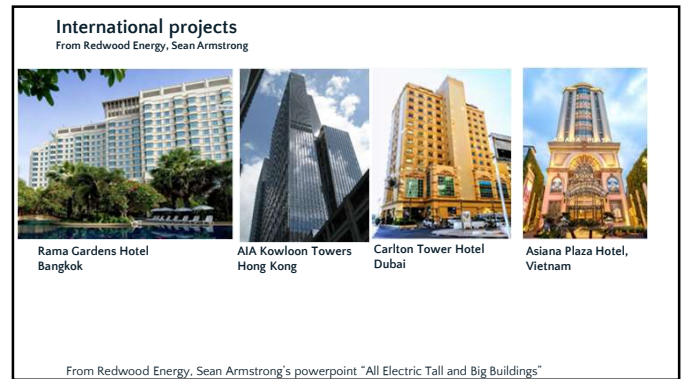 International projects
From Redwood Energy, Sean Armstrong
Rama Gardens Hotel
Bangkok
AIA Kowloon Towers
Hong Kong
Carlton Tower Hotel
Dubai
Asiana Plaza Hotel,
Vietnam
From Redwood Energy, Sean Armstrong's powerpoint “All Electric Tall and Big Buildings”